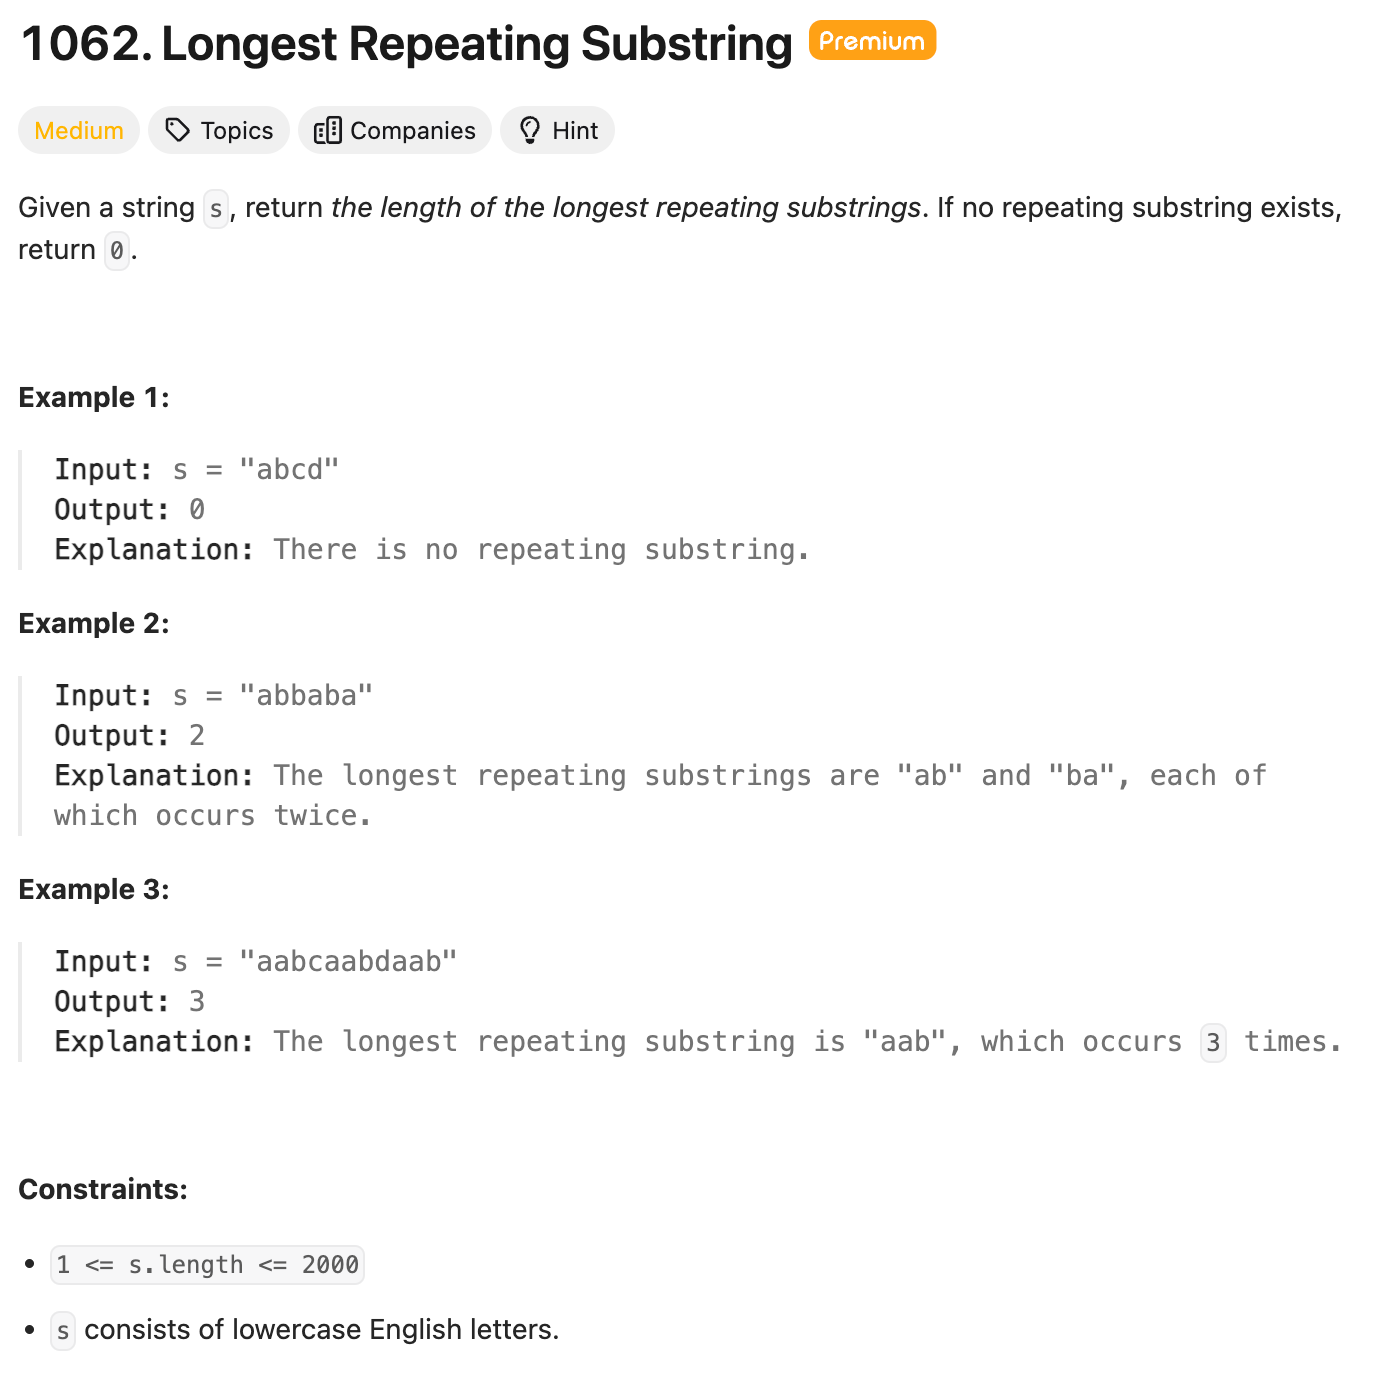 1062. Longest Repeating Substring Premium
Medium Topics Companies Hint
Given a string s, return the length of the longest repeating substrings. If no repeating substring exists,
return 0.
Example 1:
Input: s = "abcd"
Output: 0
Explanation: There is no repeating substring.
Example 2:
Input: s = "abbaba"
Output: 2
Explanation: The longest repeating substrings are "ab" and "ba", each of
which occurs twice.
Example 3:
Input: s = "aabcaabdaab"
Output: 3
Explanation: The longest repeating substring is "aab", which occurs 3 times.
Constraints:
• 1 <= s.length <= 2000
• s consists of lowercase English letters.